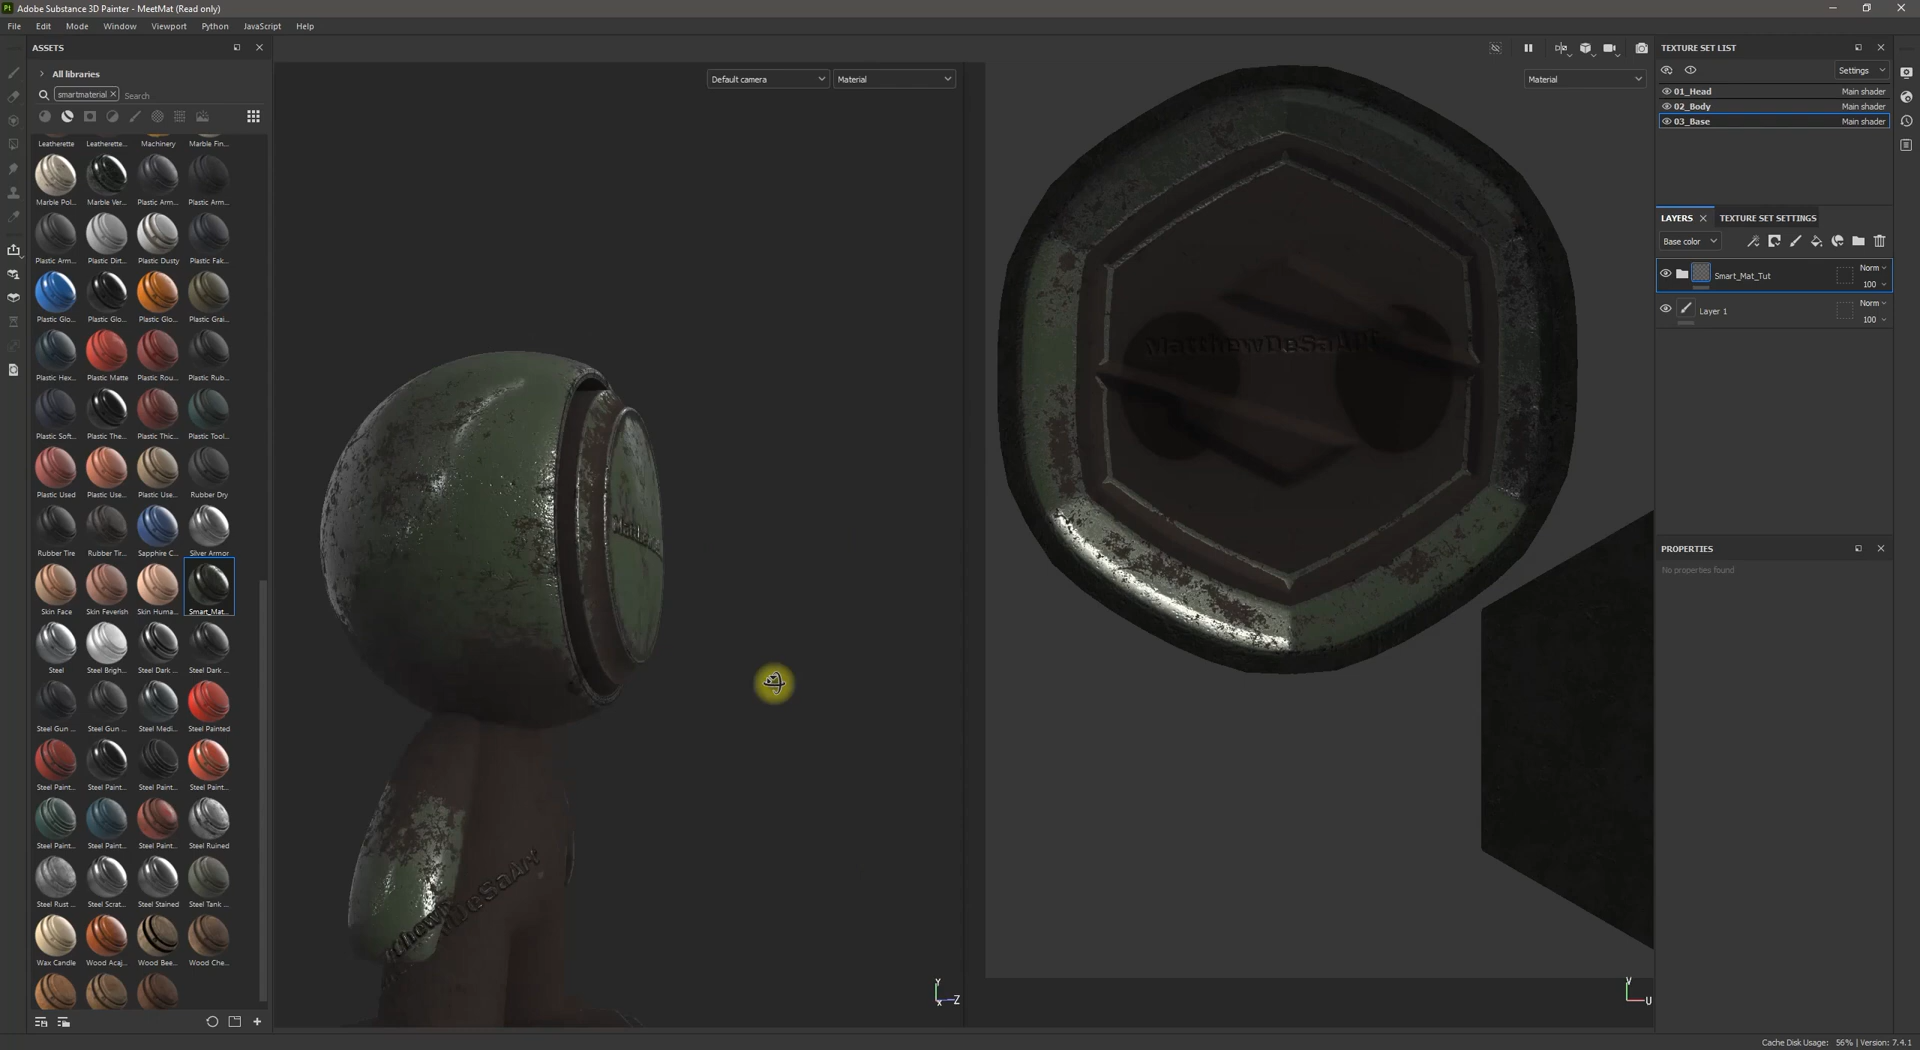 Adobe Substance 3D Painter - MeetMat (Read only)
File Edit Mode Window Viewport Python JavaScript Help
ASSETS
All libraries
smartmaterial Search
Leatherette Leatherette... Machinery Marble Fin...
Marble Pol... Marble Ver... Plastic Arm... Plastic Arm...
Plastic Arm... Plastic Dirt... Plastic Dusty Plastic Fak...
Plastic Glo... Plastic Glo... Plastic Glo... Plastic Grai...
Plastic Hex... Plastic Matte Plastic Rou... Plastic Rub...
Plastic Soft... Plastic The... Plastic Thic... Plastic Tool...
Plastic Used Plastic Use... Plastic Use... Rubber Dry
Rubber Tire Rubber Tir... Sapphire C... Silver Armor
Skin Face Skin Feverish Skin Huma... Smart_Mat...
Steel Steel Brigh... Steel Dark ... Steel Dark ...
Steel Gun ... Steel Gun ... Steel Medi... Steel Painted
Steel Paint... Steel Paint... Steel Paint... Steel Paint...
Steel Paint... Steel Paint... Steel Paint... Steel Ruined
Steel Rust ... Steel Scrat... Steel Stained Steel Tank ...
Wax Candle Wood Acaj... Wood Bee... Wood Che...
Default camera Material
Material
MatthewDeSaArt
Y
X Z
V
U
TEXTURE SET LIST
Settings
01_Head Main shader
02_Body Main shader
03_Base Main shader
LAYERS TEXTURE SET SETTINGS
Base color
Smart_Mat_Tut Norm
100
Layer 1 Norm
100
PROPERTIES
No properties found
Cache Disk Usage: 56% | Version: 7.4.1